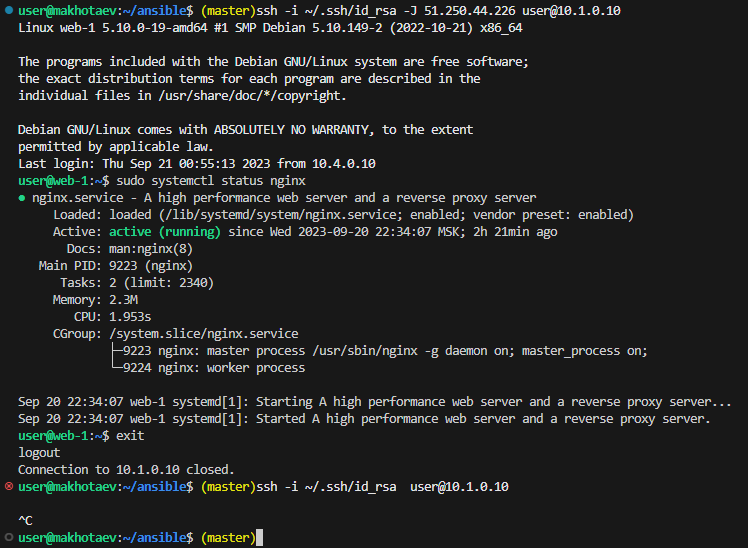 user@makhotaev:~/ansible$ (master)ssh -i ~/.ssh/id_rsa -J 51.250.44.226 user@10.1.0.10
Linux web-1 5.10.0-19-amd64 #1 SMP Debian 5.10.149-2 (2022-10-21) x86_64

The programs included with the Debian GNU/Linux system are free software;
the exact distribution terms for each program are described in the
individual files in /usr/share/doc/*/copyright.

Debian GNU/Linux comes with ABSOLUTELY NO WARRANTY, to the extent
permitted by applicable law.
Last login: Thu Sep 21 00:55:13 2023 from 10.4.0.10
user@web-1:~$ sudo systemctl status nginx
● nginx.service - A high performance web server and a reverse proxy server
     Loaded: loaded (/lib/systemd/system/nginx.service; enabled; vendor preset: enabled)
     Active: active (running) since Wed 2023-09-20 22:34:07 MSK; 2h 21min ago
       Docs: man:nginx(8)
   Main PID: 9223 (nginx)
      Tasks: 2 (limit: 2340)
     Memory: 2.3M
        CPU: 1.953s
     CGroup: /system.slice/nginx.service
             ├─9223 nginx: master process /usr/sbin/nginx -g daemon on; master_process on;
             └─9224 nginx: worker process

Sep 20 22:34:07 web-1 systemd[1]: Starting A high performance web server and a reverse proxy server...
Sep 20 22:34:07 web-1 systemd[1]: Started A high performance web server and a reverse proxy server.
user@web-1:~$ exit
logout
Connection to 10.1.0.10 closed.
user@makhotaev:~/ansible$ (master)ssh -i ~/.ssh/id_rsa  user@10.1.0.10

^C
user@makhotaev:~/ansible$ (master)